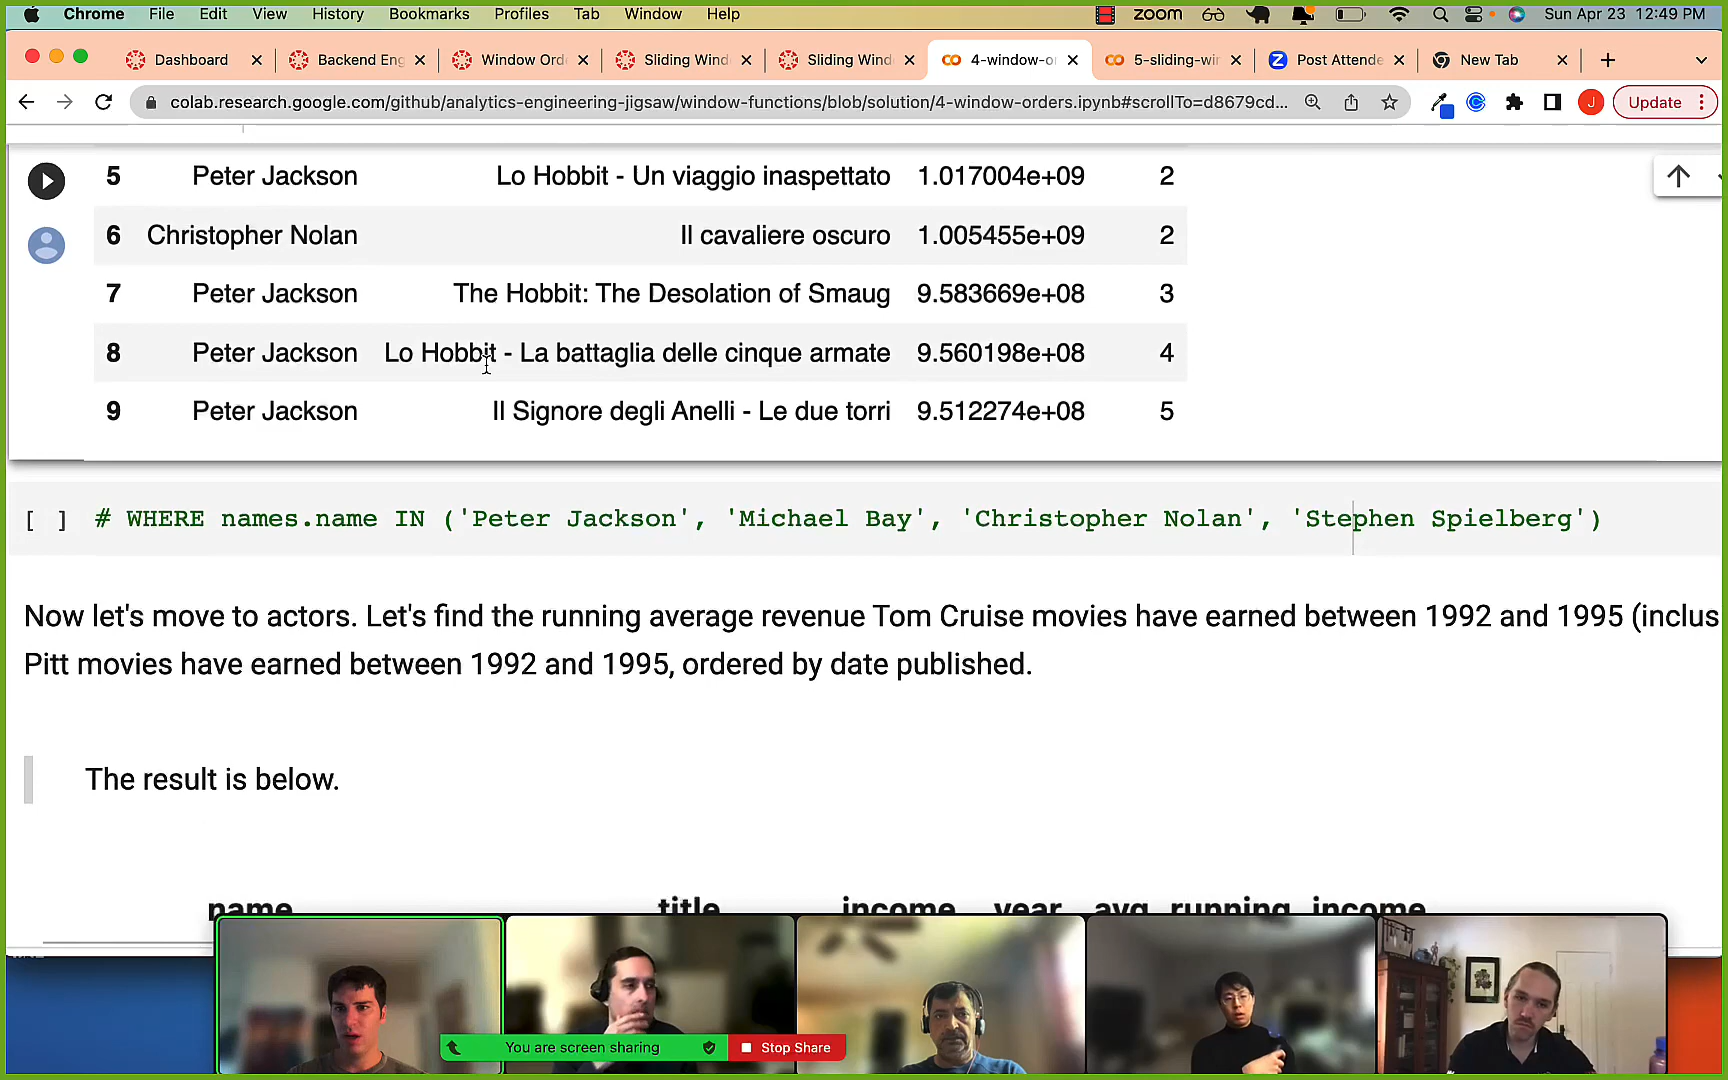 Chrome File Edit View History Bookmarks Profiles Tab Window Help zoom Sun Apr 23 12:49 PM
Dashboard Backend Eng Window Ord Sliding Wind Sliding Wind 4-window-o 5-sliding-wi Post Attende New Tab
colab.research.google.com/github/analytics-engineering-jigsaw/window-functions/blob/solution/4-window-orders.ipynb#scrollTo=d8679cd... J Update
5 Peter Jackson Lo Hobbit - Un viaggio inaspettato 1.017004e+09 2
6 Christopher Nolan Il cavaliere oscuro 1.005455e+09 2
7 Peter Jackson The Hobbit: The Desolation of Smaug 9.583669e+08 3
8 Peter Jackson Lo Hobbit - La battaglia delle cinque armate 9.560198e+08 4
9 Peter Jackson Il Signore degli Anelli - Le due torri 9.512274e+08 5
[ ] # WHERE names.name IN ('Peter Jackson', 'Michael Bay', 'Christopher Nolan', 'Stephen Spielberg')
Now let's move to actors. Let's find the running average revenue Tom Cruise movies have earned between 1992 and 1995 (inclus
Pitt movies have earned between 1992 and 1995, ordered by date published.
The result is below.
name title income year avg_running_income
You are screen sharing Stop Share